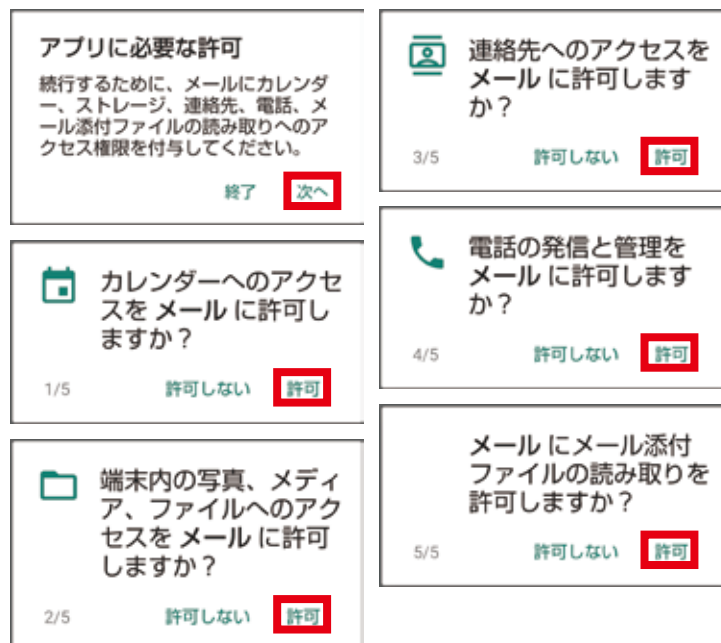 アプリに必要な許可
続行するために、メールにカレンダ
ー、ストレージ、連絡先、電話、メ
ール添付ファイルの読み取りへのア
クセス権限を付与してください。
終了 次へ
カレンダーへのアクセ
スを メール に許可し
ますか？
1/5 許可しない 許可
端末内の写真、メディ
ア、ファイルへのアク
セスを メール に許可
しますか？
2/5 許可しない 許可
連絡先へのアクセスを
メール に許可します
か？
3/5 許可しない 許可
電話の発信と管理を
メール に許可します
か？
4/5 許可しない 許可
メール にメール添付
ファイルの読み取りを
許可しますか？
5/5 許可しない 許可